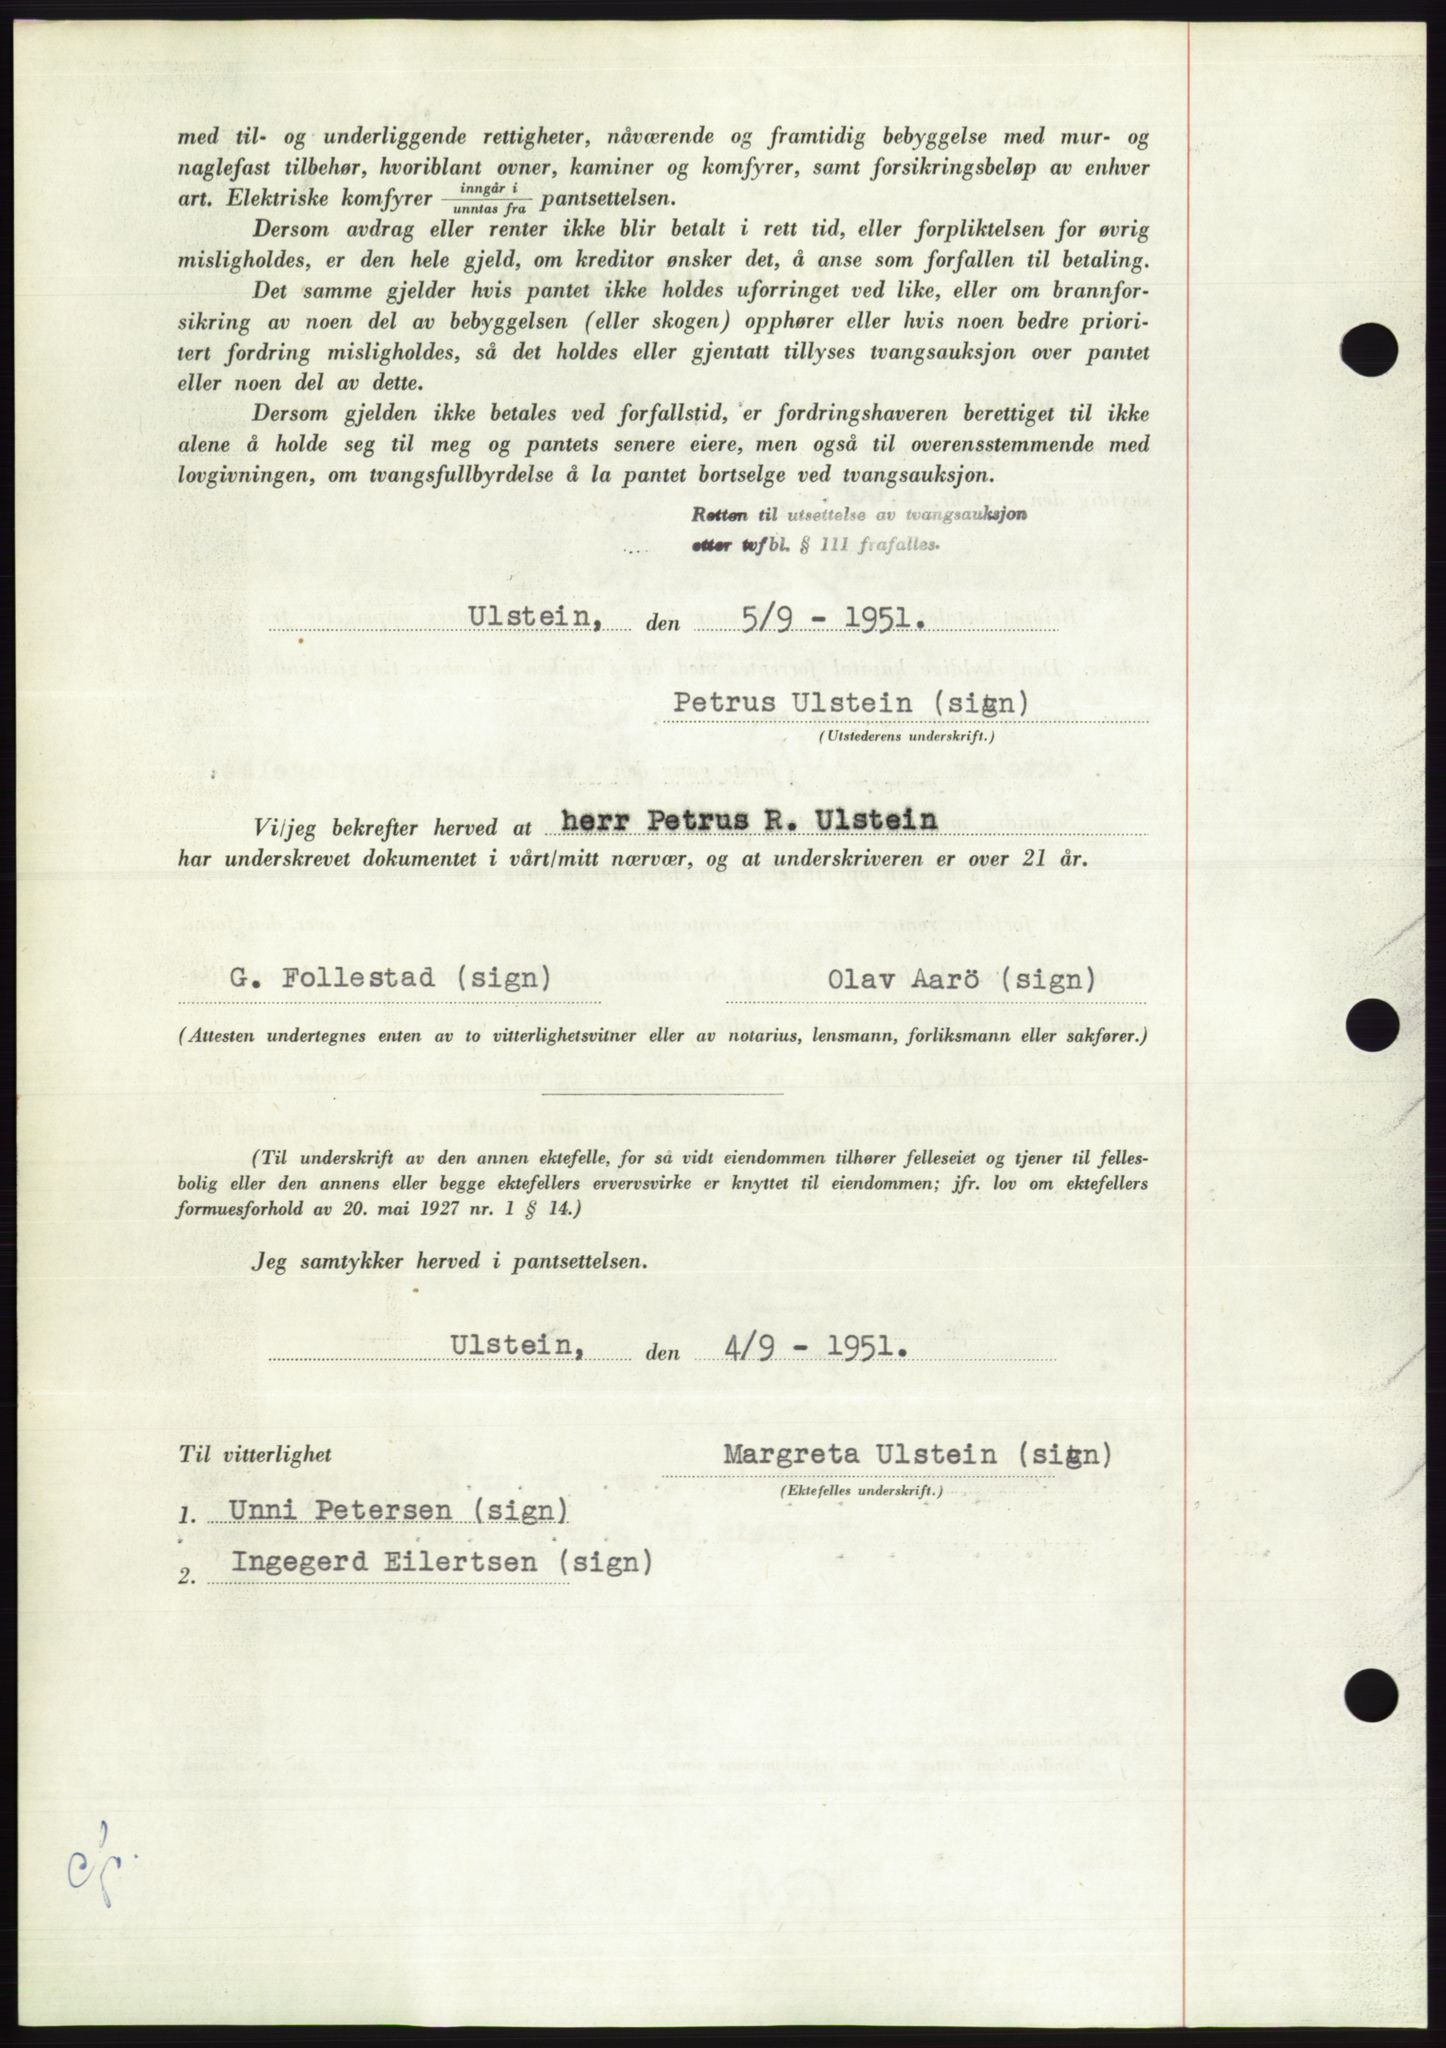 med til- og underliggende rettigheter, nåværende og framtidig bebyggelse med mur- og
naglefast tilbehør, hvoriblant ovner, kaminer og komfyrer, samt forsikringsbeløp av enhver
art. Elektriske komfyrer inngår i / unntas fra pantsettelsen.
Dersom avdrag eller renter ikke blir betalt i rett tid, eller forpliktelsen for øvrig
misligholdes, er den hele gjeld, om kreditor ønsker det, å anse som forfallen til betaling.
Det samme gjelder hvis pantet ikke holdes uforringet ved like, eller om brannfor-
sikring av noen del av bebyggelsen (eller skogen) opphører eller hvis noen bedre priori-
tert fordring misligholdes, så det holdes eller gjentatt tillyses tvangsauksjon over pantet
eller noen del av dette.
Dersom gjelden ikke betales ved forfallstid, er fordringshaveren berettiget til ikke
alene å holde seg til meg og pantets senere eiere, men også til overensstemmende med
lovgivningen, om tvangsfullbyrdelse å la pantet bortselge ved tvangsauksjon.
Retten til utsettelse av tvangsauksjon
etter tvfbl. § 111 frafalles.
Ulstein, den 5/9 - 1951.
Petrus Ulstein (sign)
(Utstederens underskrift.)
Vi/jeg bekrefter herved at herr Petrus R. Ulstein
har underskrevet dokumentet i vårt/mitt nærvær, og at underskriveren er over 21 år.
G. Follestad (sign) Olav Aarö (sign)
(Attesten undertegnes enten av to vitterlighetsvitner eller av notarius, lensmann, forliksmann eller sakfører.)
(Til underskrift av den annen ektefelle, for så vidt eiendommen tilhører felleseiet og tjener til felles-
bolig eller den annens eller begge ektefellers ervervsvirke er knyttet til eiendommen; jfr. lov om ektefellers
formuesforhold av 20. mai 1927 nr. 1 § 14.)
Jeg samtykker herved i pantsettelsen.
Ulstein, den 4/9 - 1951.
Til vitterlighet Margreta Ulstein (sign)
(Ektefelles underskrift.)
1. Unni Petersen (sign)
2. Ingegerd Eilertsen (sign)